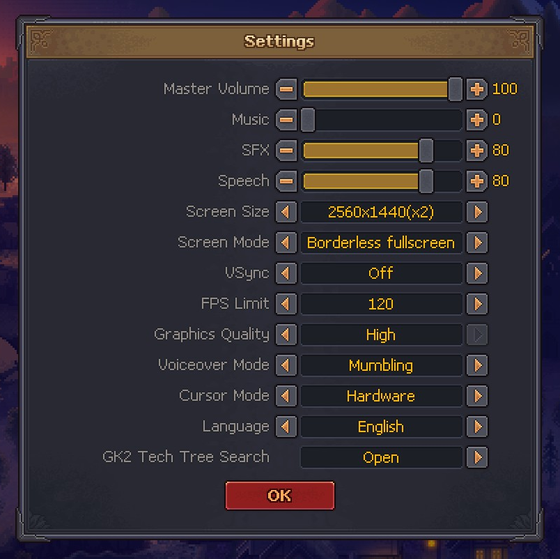 Settings
Master Volume 100
Music 0
SFX 80
Speech 80
Screen Size 2560x1440(x2)
Screen Mode Borderless fullscreen
VSync Off
FPS Limit 120
Graphics Quality High
Voiceover Mode Mumbling
Cursor Mode Hardware
Language English
GK2 Tech Tree Search Open
OK